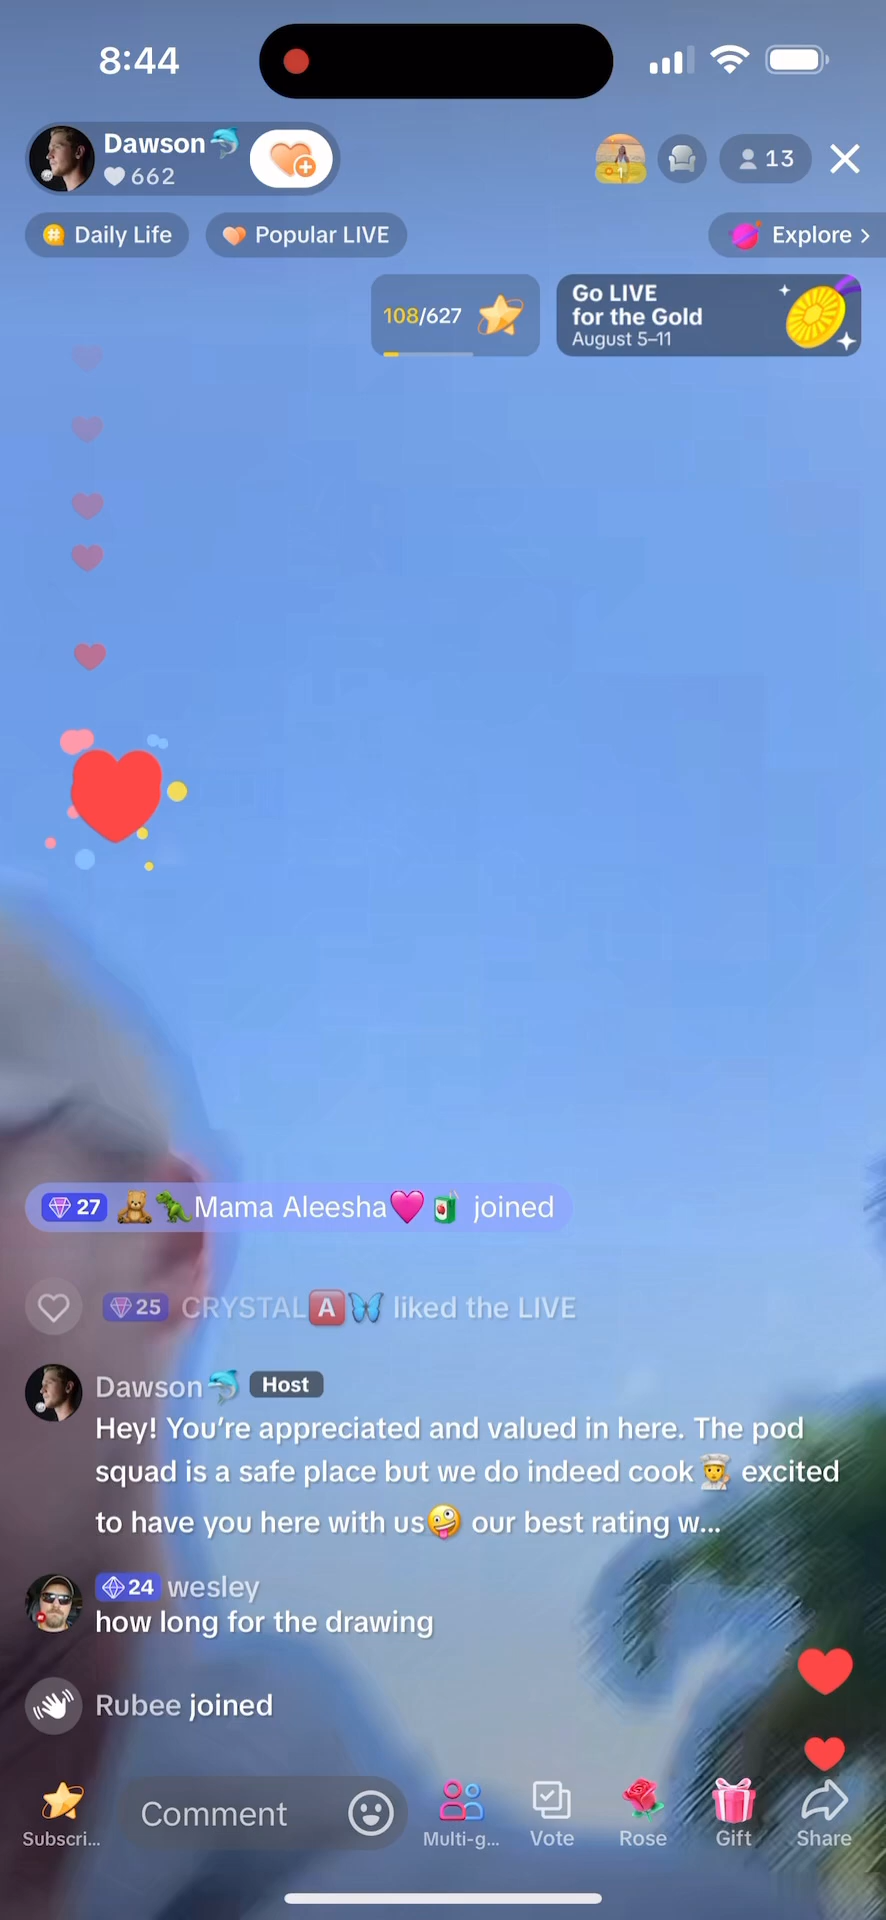 8:44
Dawson🐬
662
13
Daily Life
Popular LIVE
Explore >
108/627
Go LIVE
for the Gold
August 5–11
27 🧸🦖Mama Aleesha🩷🧃 joined
25 CRYSTAL🅰️🦋 liked the LIVE
Dawson🐬 Host
Hey! You’re appreciated and valued in here. The pod
squad is a safe place but we do indeed cook👨‍🍳 excited
to have you here with us🤪 our best rating w...
24 wesley
how long for the drawing
Rubee joined
Comment
Subscri...
Multi-g...
Vote
Rose
Gift
Share